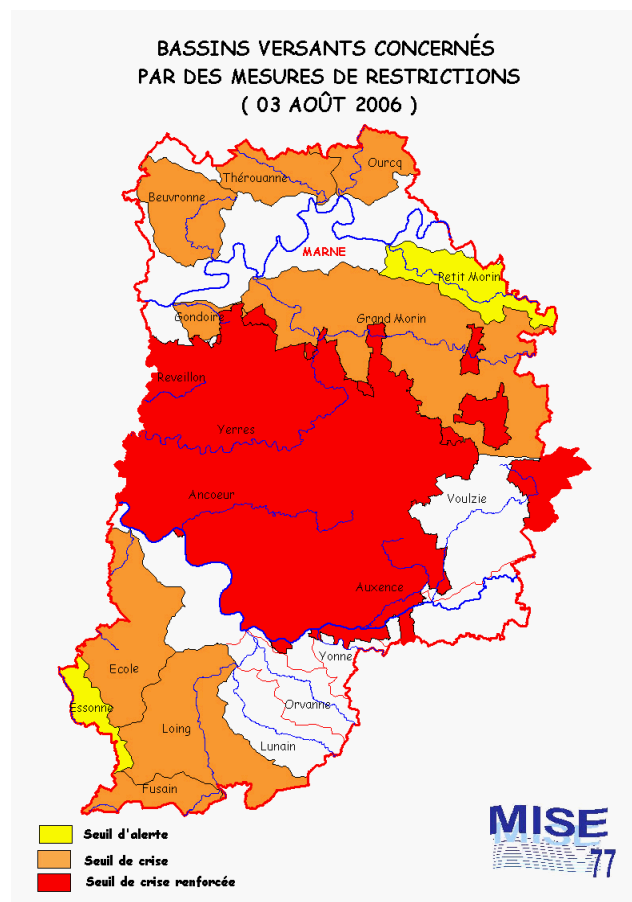 BASSINS VERSANTS CONCERNÉS
PAR DES MESURES DE RESTRICTIONS
( 03 AOÛT 2006 )
Ourcq
Thérouanne
Beuvronne
MARNE
Petit Morin
Gondoire
Grand Morin
Reveillon
Yerres
Ancoeur
Voulzie
Auxence
Yonne
Ecole
Essonne
Orvanne
Loing
Lunain
Fusain
Seuil d'alerte
Seuil de crise
Seuil de crise renforcée
MISE
77